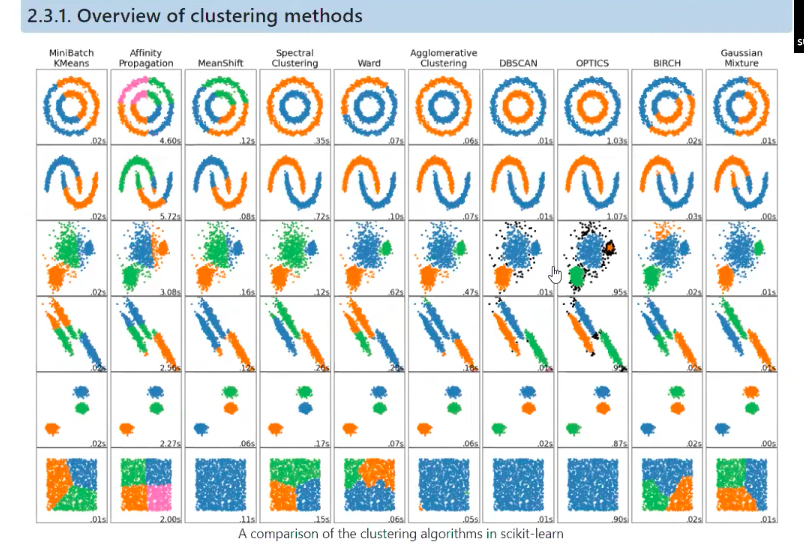 2.3.1. Overview of clustering methods
MiniBatch
KMeans
Affinity
Propagation
MeanShift
Spectral
Clustering
Ward
Agglomerative
Clustering
DBSCAN
OPTICS
BIRCH
Gaussian
Mixture
.02s 4.60s .12s .35s .07s .06s .01s 1.03s .02s .01s
.02s 5.72s .08s .72s .10s .07s .01s 1.07s .03s .00s
.02s 3.08s .16s .12s .62s .47s .01s .95s .02s .01s
.02s .01s
.02s 2.27s .06s .17s .07s .06s .02s .87s .02s .00s
.01s 2.00s .11s .15s .06s .05s .01s .90s .02s .01s
A comparison of the clustering algorithms in scikit-learn